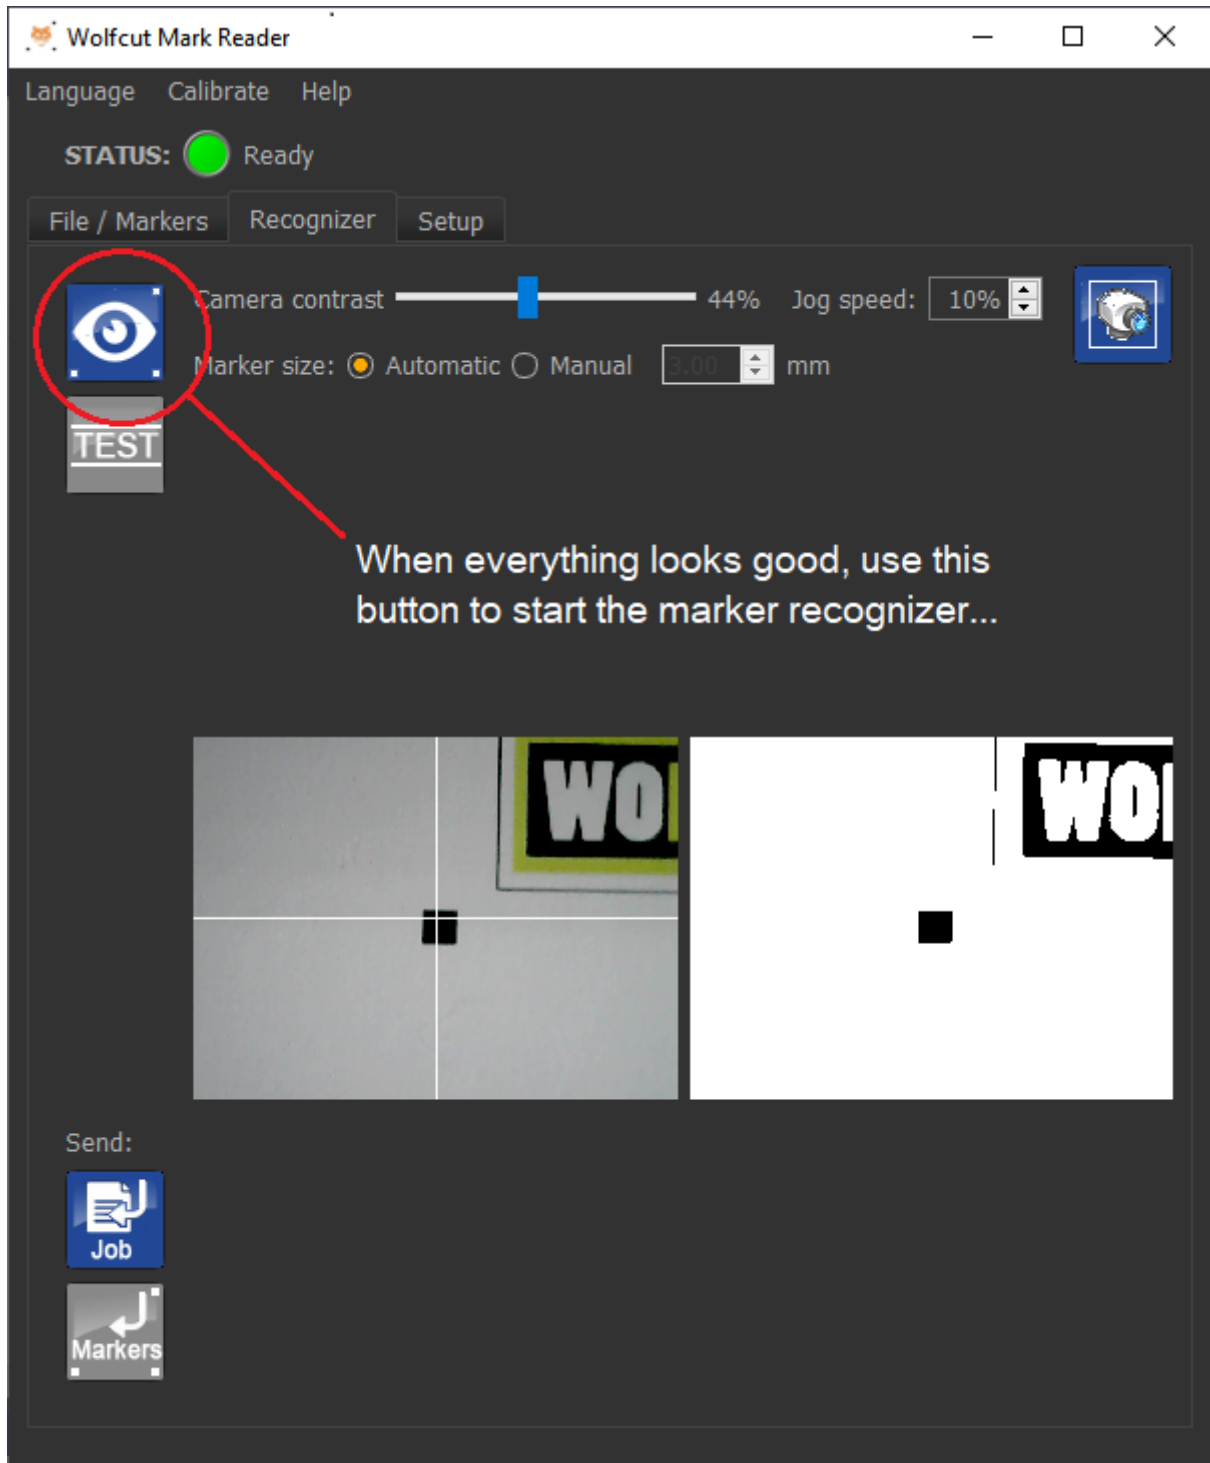 Wolfcut Mark Reader
Language Calibrate Help
STATUS: Ready
File / Markers Recognizer Setup
Camera contrast 44% Jog speed: 10%
Marker size: Automatic Manual 3.00 mm
TEST
When everything looks good, use this
button to start the marker recognizer...
WO WO
Send:
Job
Markers